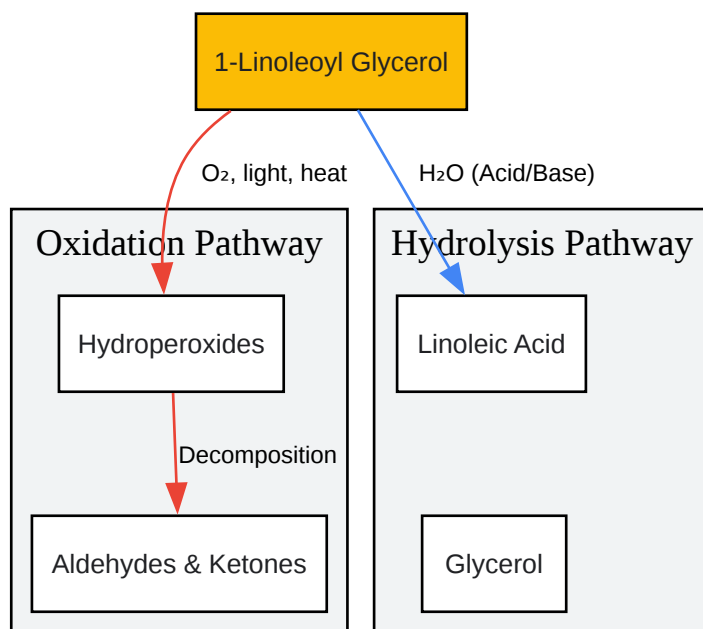 1-Linoleoyl Glycerol
O₂, light, heat
H₂O (Acid/Base)
Oxidation Pathway
Hydrolysis Pathway
Hydroperoxides
Linoleic Acid
Decomposition
Aldehydes & Ketones
Glycerol